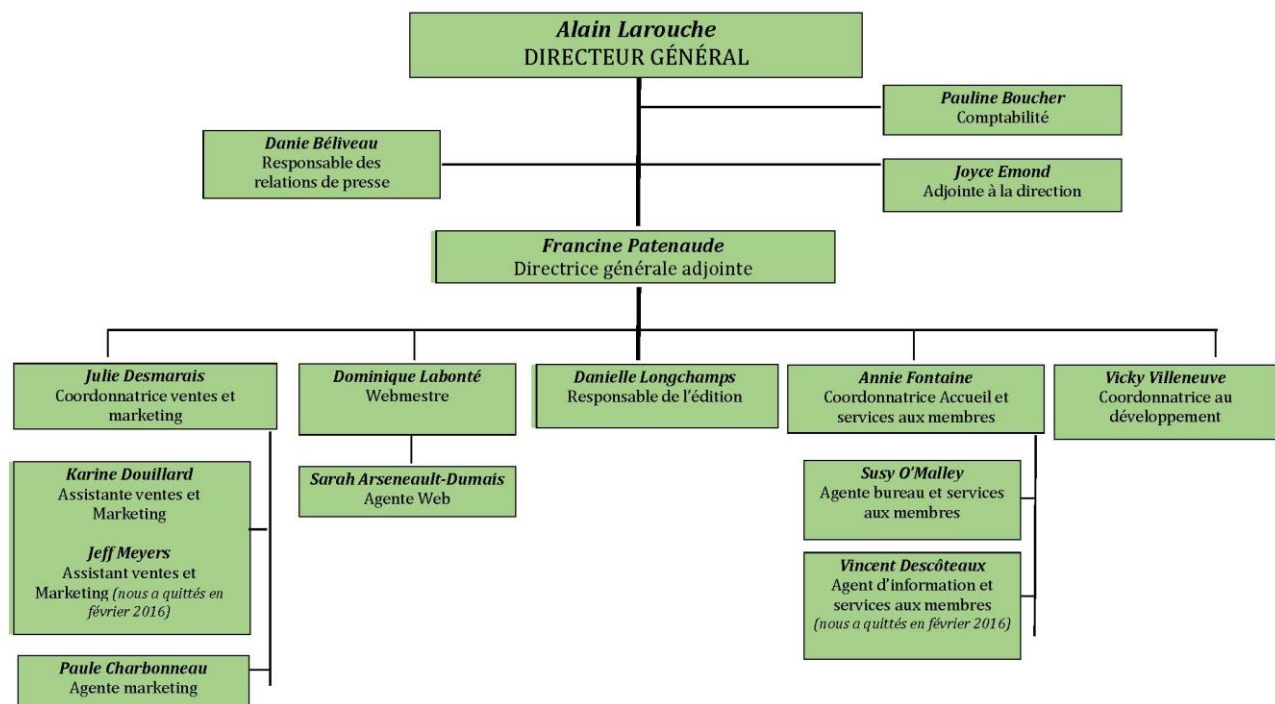 Alain Larouche
DIRECTEUR GÉNÉRAL
Pauline Boucher
Comptabilité
Danie Béliveau
Responsable des
relations de presse
Joyce Emond
Adjointe à la direction
Francine Patenaude
Directrice générale adjointe
Julie Desmarais
Coordonnatrice ventes et
marketing
Dominique Labonté
Webmestre
Danielle Longchamps
Responsable de l'édition
Annie Fontaine
Coordonnatrice Accueil et
services aux membres
Vicky Villeneuve
Coordonnatrice au
développement
Karine Douillard
Assistante ventes et
Marketing
Jeff Meyers
Assistant ventes et
Marketing (nous a quittés en
février 2016)
Paule Charbonneau
Agente marketing
Sarah Arseneault-Dumais
Agente Web
Susy O'Malley
Agente bureau et services
aux membres
Vincent Descôteaux
Agent d'information et
services aux membres
(nous a quittés en février 2016)